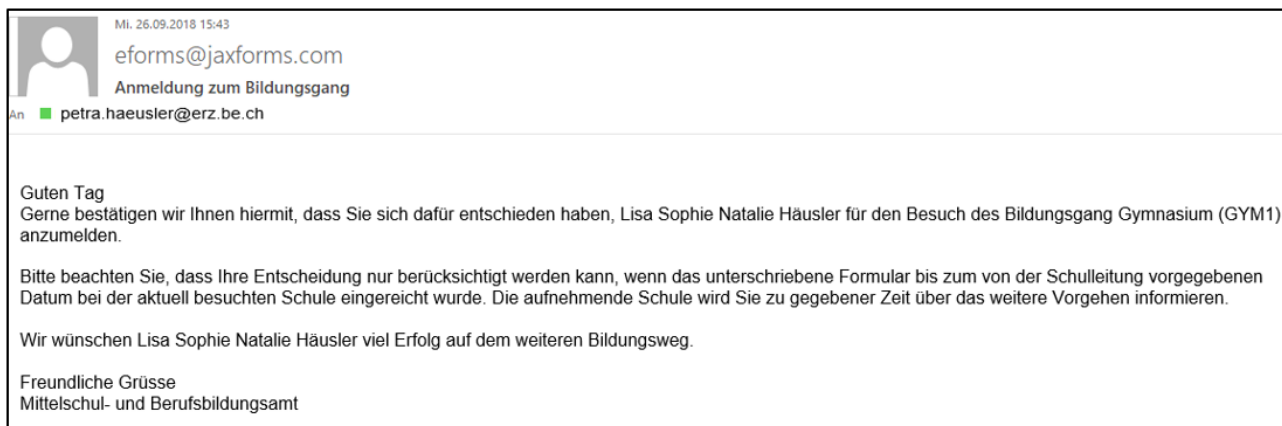 Mi. 26.09.2018 15:43
eforms@jaxforms.com
Anmeldung zum Bildungsgang
An petra.haeusler@erz.be.ch
Guten Tag
Gerne bestätigen wir Ihnen hiermit, dass Sie sich dafür entschieden haben, Lisa Sophie Natalie Häusler für den Besuch des Bildungsgang Gymnasium (GYM1)
anzumelden.
Bitte beachten Sie, dass Ihre Entscheidung nur berücksichtigt werden kann, wenn das unterschriebene Formular bis zum von der Schulleitung vorgegebenen
Datum bei der aktuell besuchten Schule eingereicht wurde. Die aufnehmende Schule wird Sie zu gegebener Zeit über das weitere Vorgehen informieren.
Wir wünschen Lisa Sophie Natalie Häusler viel Erfolg auf dem weiteren Bildungsweg.
Freundliche Grüsse
Mittelschul- und Berufsbildungsamt